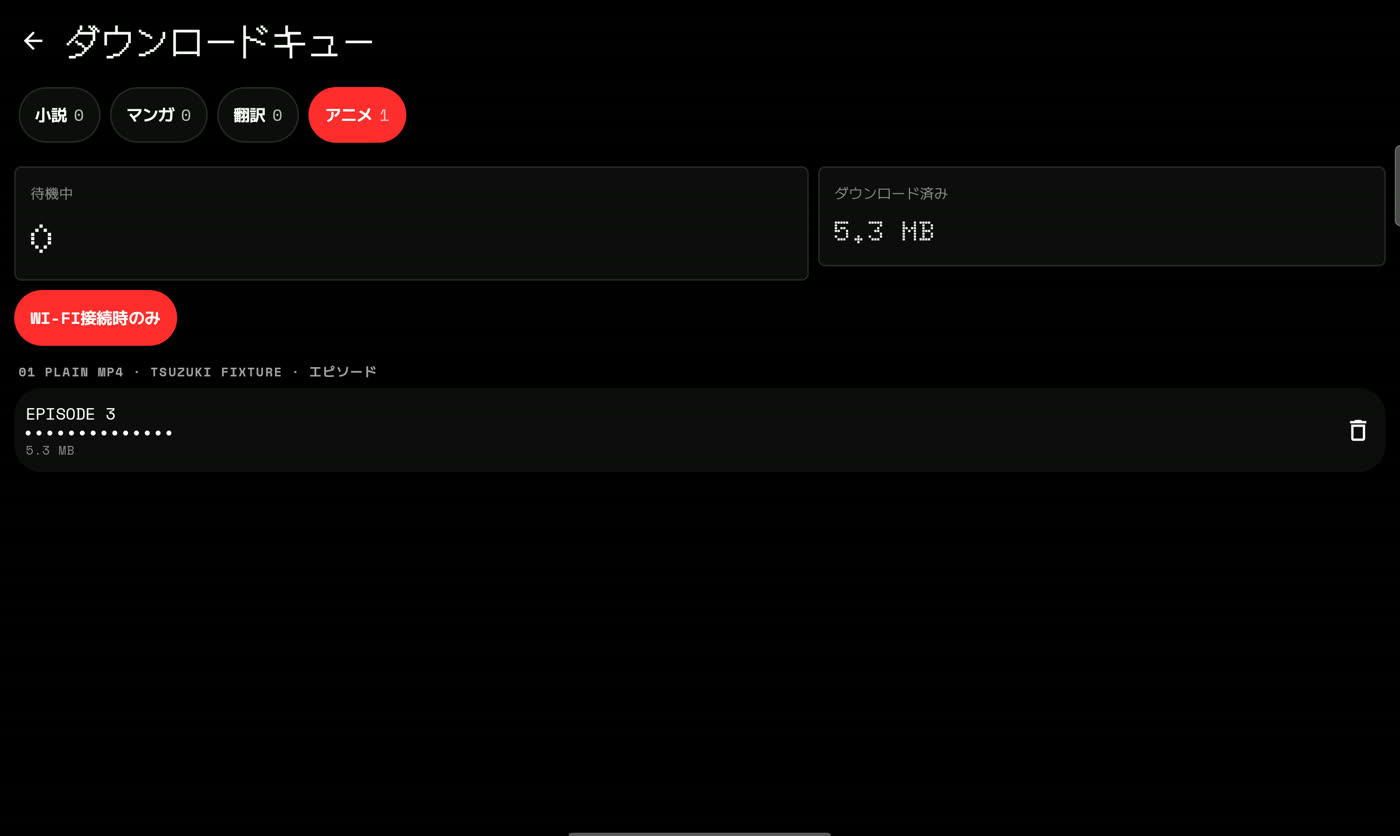 ダウンロードキュー
小説 0 マンガ 0 翻訳 0 アニメ 1
待機中
0
ダウンロード済み
5.3 MB
WI-FI接続時のみ
01 PLAIN MP4 · TSUZUKI FIXTURE · エピソード
EPISODE 3
5.3 MB